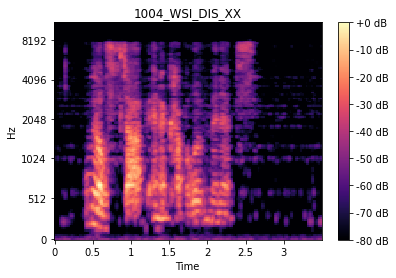 1004_WSI_DIS_XX
+0 dB
8192
-10 dB
4096
-20 dB
-30 dB
2048
Hz
-40 dB
1024
-50 dB
512
-60 dB
-70 dB
0
-80 dB
0 0.5 1 1.5 2 2.5 3
Time